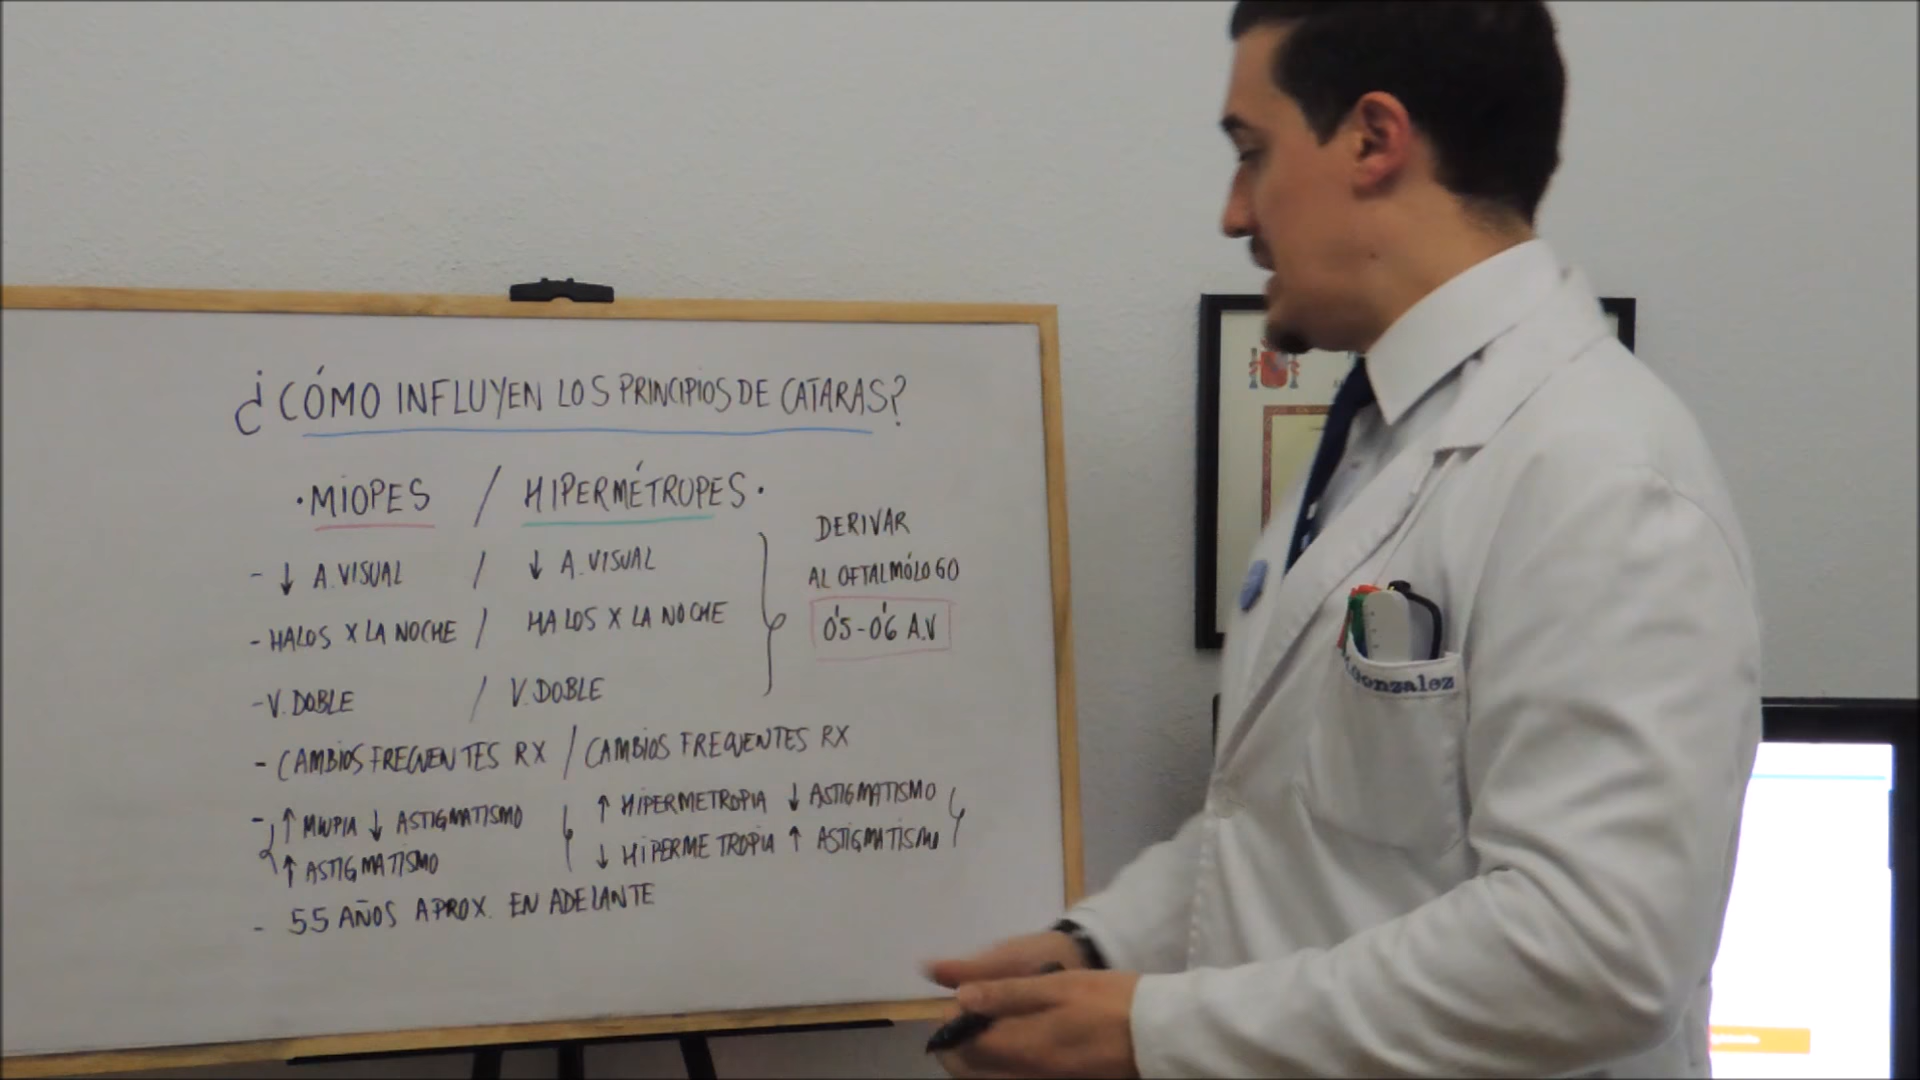 ¿CÓMO INFLUYEN LOS PRINCIPIOS DE CATARAS?
· MIOPES / HIPERMÉTROPES ·
- ↓ A. VISUAL / ↓ A. VISUAL
- HALOS X LA NOCHE / HALOS X LA NOCHE
- V. DOBLE / V. DOBLE
DERIVAR
AL OFTALMÓLOGO
0'5-0'6 A.V
- CAMBIOS FRECUENTES RX / CAMBIOS FRECUENTES RX
- ↑ MIOPIA ↓ ASTIGMATISMO
↑ ASTIGMATISMO
↑ HIPERMETROPIA ↓ ASTIGMATISMO
↓ HIPERMETROPIA ↑ ASTIGMATISMO
- 55 AÑOS APROX. EN ADELANTE
Gonzalez